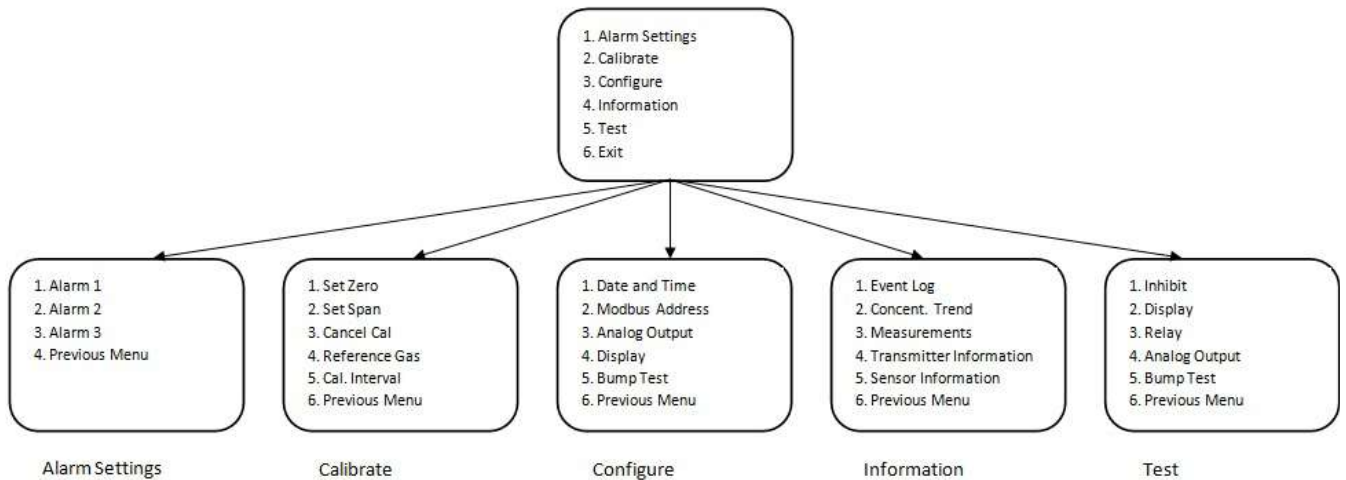 1. Alarm Settings
2. Calibrate
3. Configure
4. Information
5. Test
6. Exit
1. Alarm 1
2. Alarm 2
3. Alarm 3
4. Previous Menu
1. Set Zero
2. Set Span
3. Cancel Cal
4. Reference Gas
5. Cal. Interval
6. Previous Menu
1. Date and Time
2. Modbus Address
3. Analog Output
4. Display
5. Bump Test
6. Previous Menu
1. Event Log
2. Concent. Trend
3. Measurements
4. Transmitter Information
5. Sensor Information
6. Previous Menu
1. Inhibit
2. Display
3. Relay
4. Analog Output
5. Bump Test
6. Previous Menu
Alarm Settings
Calibrate
Configure
Information
Test